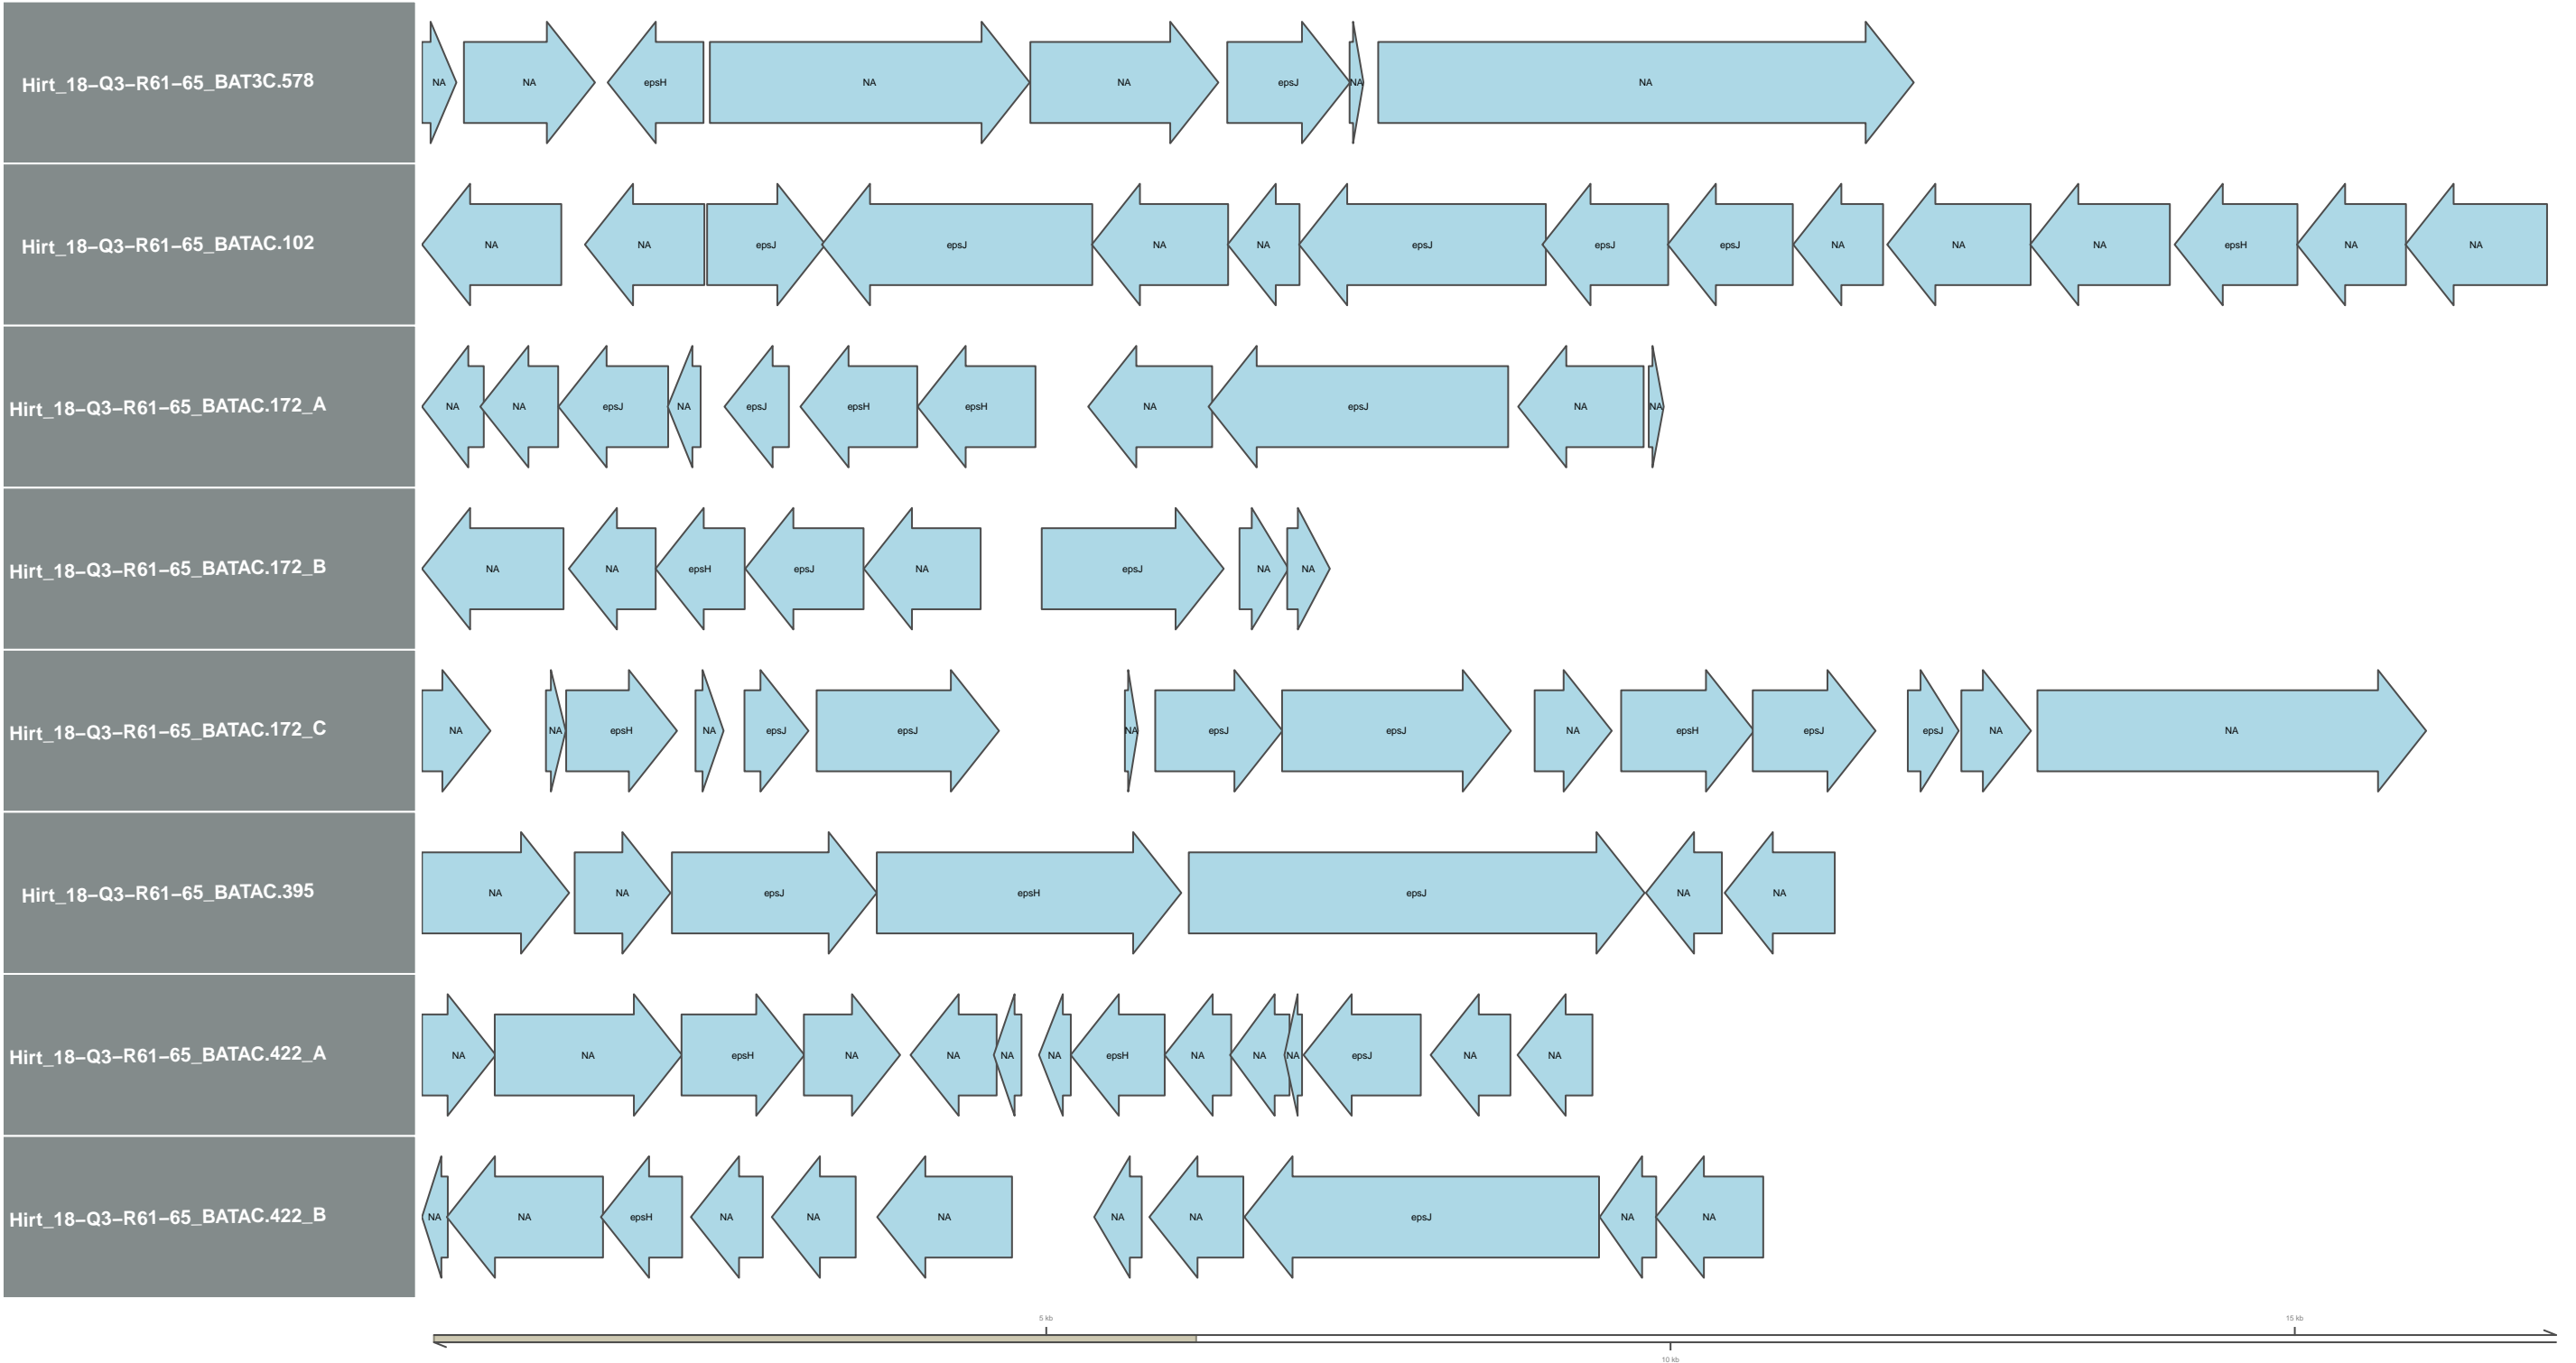 Hirt_18–Q3–R61–65_BAT3C.578
NA NA epsH NA NA epsJ NA NA
Hirt_18–Q3–R61–65_BATAC.102
NA NA epsJ epsJ NA NA epsJ epsJ epsJ NA NA NA epsH NA NA
Hirt_18–Q3–R61–65_BATAC.172_A
NA NA epsJ NA epsJ epsH epsH NA epsJ NA NA
Hirt_18–Q3–R61–65_BATAC.172_B
NA NA epsH epsJ NA epsJ NA NA
Hirt_18–Q3–R61–65_BATAC.172_C
NA NA epsH NA epsJ epsJ NA epsJ epsJ NA epsH epsJ epsJ NA NA
Hirt_18–Q3–R61–65_BATAC.395
NA NA epsJ epsH epsJ NA NA
Hirt_18–Q3–R61–65_BATAC.422_A
NA NA epsH NA NA NA NA epsH NA NA NA epsJ NA NA
Hirt_18–Q3–R61–65_BATAC.422_B
NA NA epsH NA NA NA NA NA epsJ NA NA
5 kb 15 kb
10 kb